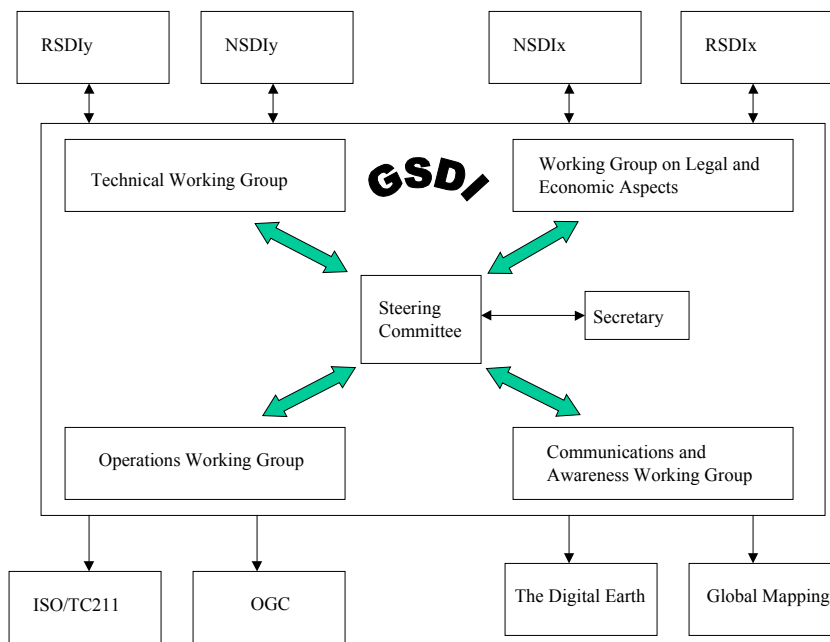 RSDIy
NSDIy
NSDIx
RSDIx
Technical Working Group
GSDI
Working Group on Legal and
Economic Aspects
Steering
Committee
Secretary
Operations Working Group
Communications and
Awareness Working Group
ISO/TC211
OGC
The Digital Earth
Global Mapping